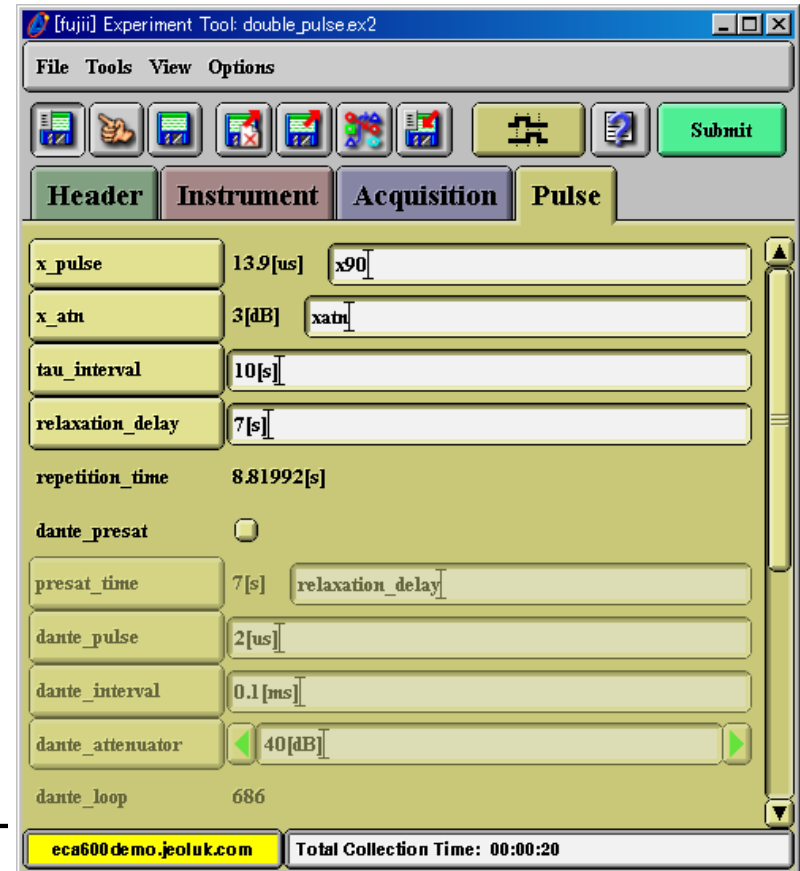 [fujii] Experiment Tool: double_pulse.ex2
File Tools View Options
Submit
Header Instrument Acquisition Pulse
x_pulse 13.9[us] x90
x_atn 3[dB] xatn
tau_interval 10[s]
relaxation_delay 7[s]
repetition_time 8.81992[s]
dante_presat
presat_time 7[s] relaxation_delay
dante_pulse 2[us]
dante_interval 0.1[ms]
dante_attenuator 40[dB]
dante_loop 686
eca600demo.jeoluk.com Total Collection Time: 00:00:20